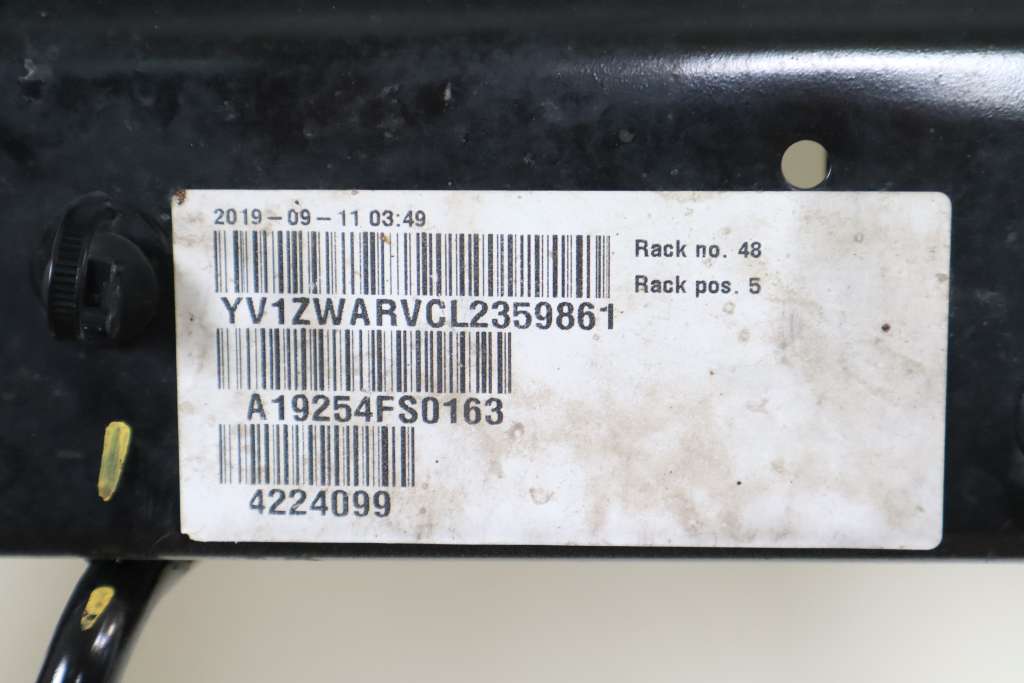 2019-09-11 03:49
Rack no. 48
Rack pos. 5
YV1ZWARVCL2359861
A19254FS0163
4224099